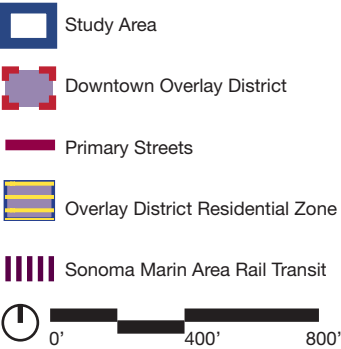 Study Area
Downtown Overlay District
Primary Streets
Overlay District Residential Zone
Sonoma Marin Area Rail Transit
0’ 400’ 800’